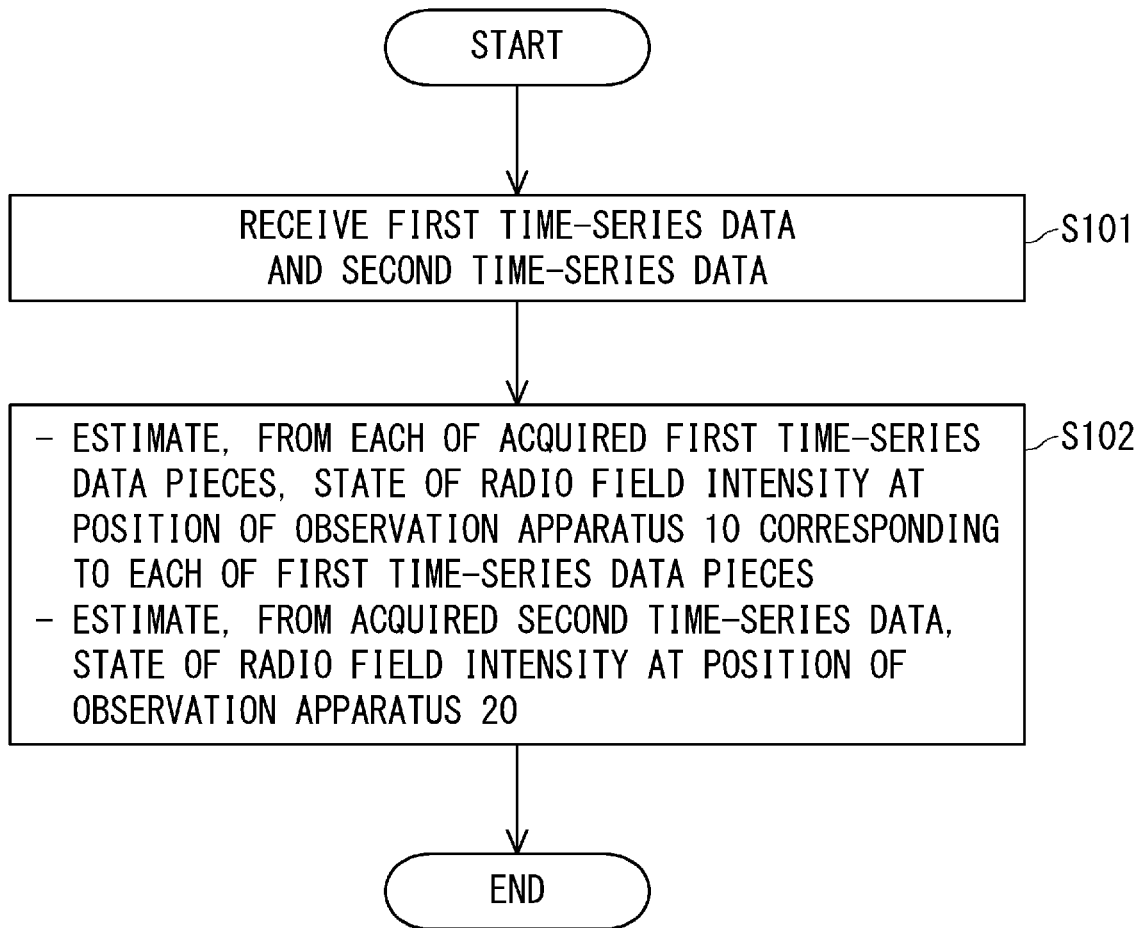 START
RECEIVE FIRST TIME-SERIES DATA
AND SECOND TIME-SERIES DATA
S101
- ESTIMATE, FROM EACH OF ACQUIRED FIRST TIME-SERIES
DATA PIECES, STATE OF RADIO FIELD INTENSITY AT
POSITION OF OBSERVATION APPARATUS 10 CORRESPONDING
TO EACH OF FIRST TIME-SERIES DATA PIECES
- ESTIMATE, FROM ACQUIRED SECOND TIME-SERIES DATA,
STATE OF RADIO FIELD INTENSITY AT POSITION OF
OBSERVATION APPARATUS 20
S102
END